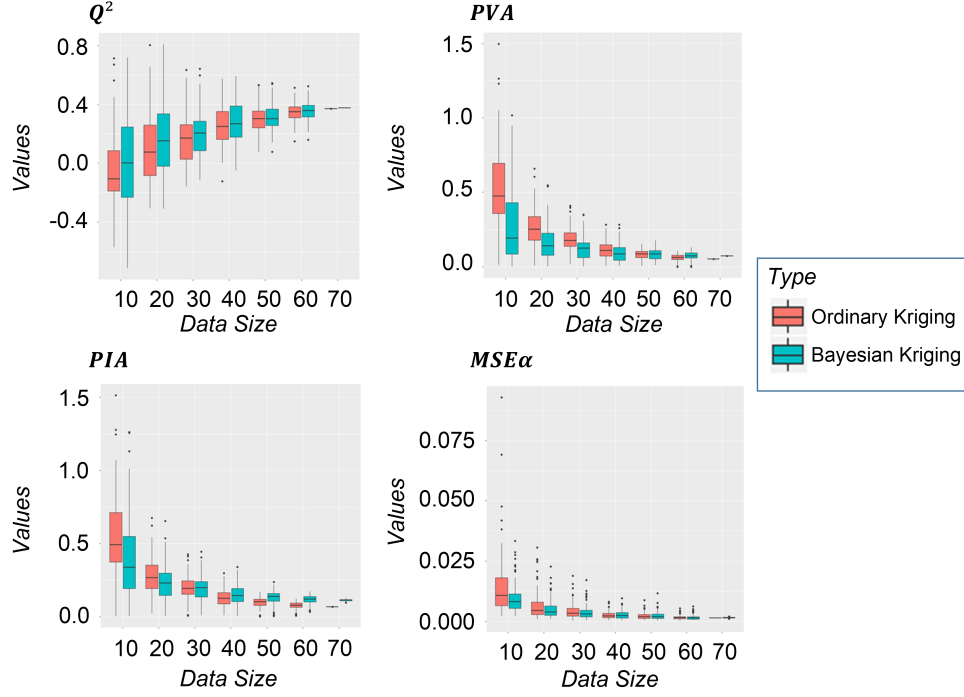 Q²
Values
0.8
0.4
0.0
-0.4
10 20 30 40 50 60 70
Data Size
PVA
Values
1.5
1.0
0.5
0.0
10 20 30 40 50 60 70
Data Size
Type
Ordinary Kriging
Bayesian Kriging
PIA
Values
1.5
1.0
0.5
0.0
10 20 30 40 50 60 70
Data Size
MSEα
Values
0.075
0.050
0.025
0.000
10 20 30 40 50 60 70
Data Size